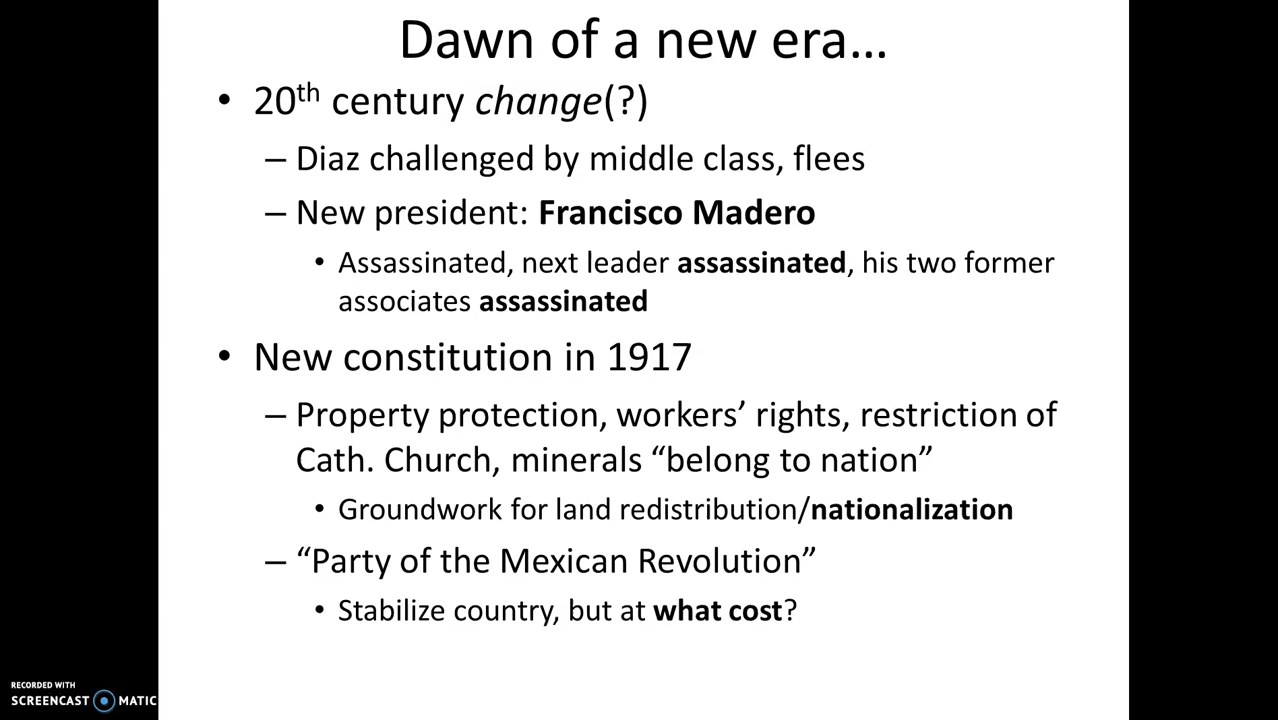 Dawn of a new era…
• 20th century change(?)
– Diaz challenged by middle class, flees
– New president: Francisco Madero
• Assassinated, next leader assassinated, his two former
associates assassinated
• New constitution in 1917
– Property protection, workers’ rights, restriction of
Cath. Church, minerals “belong to nation”
• Groundwork for land redistribution/nationalization
– “Party of the Mexican Revolution”
• Stabilize country, but at what cost?
RECORDED WITH
SCREENCAST MATIC